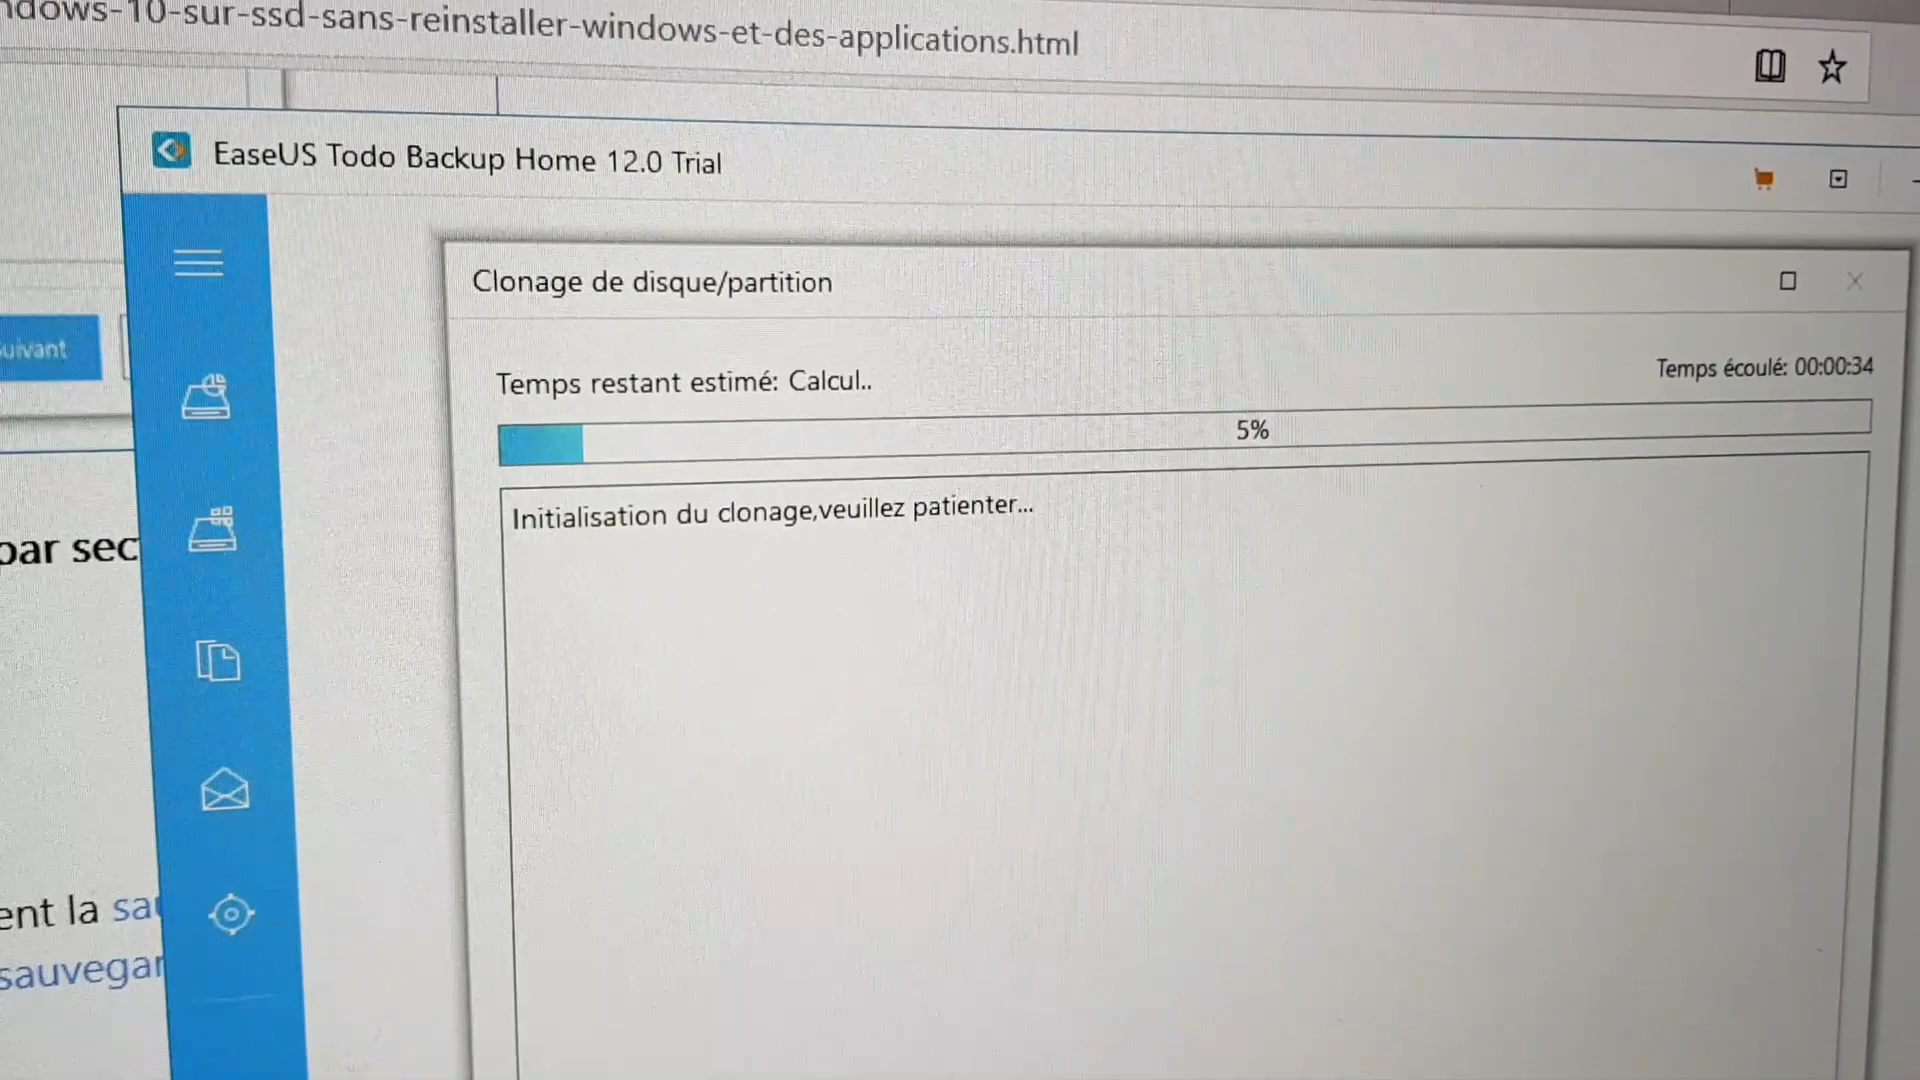 ndows-10-sur-ssd-sans-reinstaller-windows-et-des-applications.html
EaseUS Todo Backup Home 12.0 Trial
Clonage de disque/partition
uivant
Temps restant estimé: Calcul..
Temps écoulé: 00:00:34
5%
Initialisation du clonage,veuillez patienter...
par sec
ent la sau
sauvegar